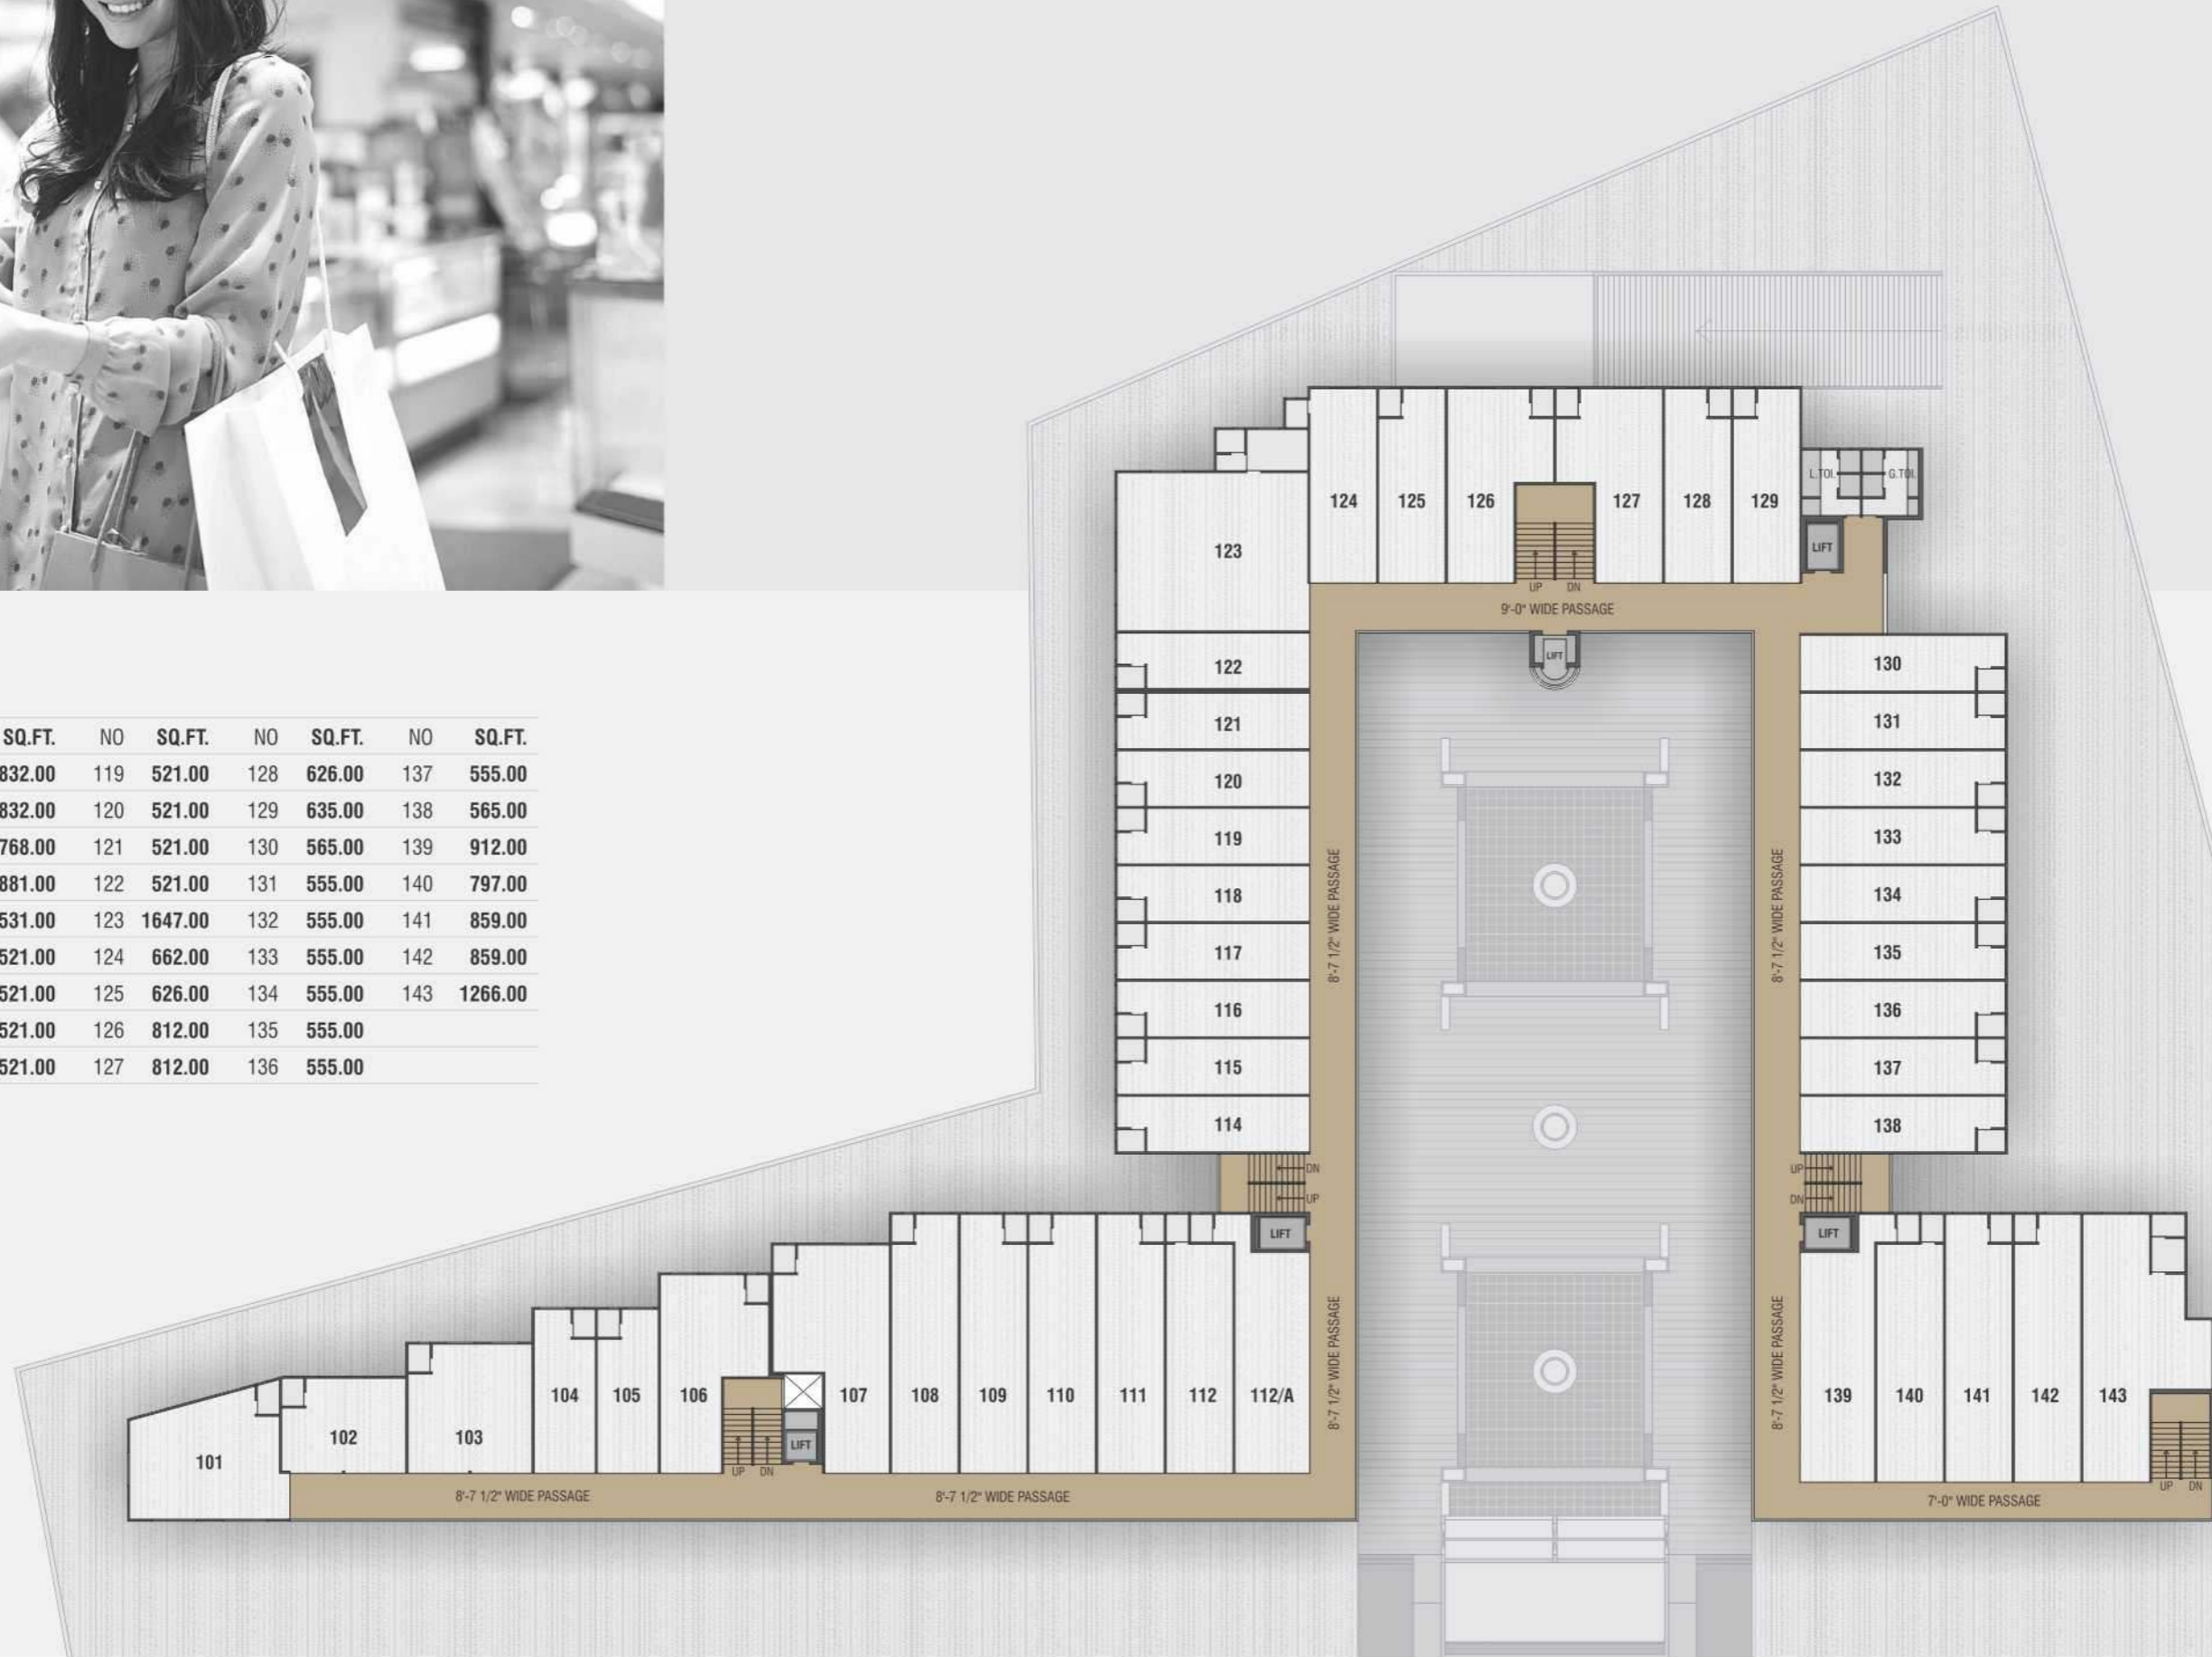 SQ.FT. NO SQ.FT. NO SQ.FT. NO SQ.FT.
832.00 119 521.00 128 626.00 137 555.00
832.00 120 521.00 129 635.00 138 565.00
768.00 121 521.00 130 565.00 139 912.00
881.00 122 521.00 131 555.00 140 797.00
531.00 123 1647.00 132 555.00 141 859.00
521.00 124 662.00 133 555.00 142 859.00
521.00 125 626.00 134 555.00 143 1266.00
521.00 126 812.00 135 555.00
521.00 127 812.00 136 555.00
L.TOI. G.TOI.
124 125 126 127 128 129
LIFT
123
UP DN
9'-0" WIDE PASSAGE
LIFT
122 130
121 131
120 132
119 133
118 134
8'-7 1/2" WIDE PASSAGE
8'-7 1/2" WIDE PASSAGE
117 135
116 136
115 137
114 138
DN UP
UP DN
LIFT LIFT
8'-7 1/2" WIDE PASSAGE
8'-7 1/2" WIDE PASSAGE
104 105 106 107 108 109 110 111 112 112/A 139 140 141 142 143
102 103
LIFT
101
UP DN
UP DN
8'-7 1/2" WIDE PASSAGE 8'-7 1/2" WIDE PASSAGE
7'-0" WIDE PASSAGE